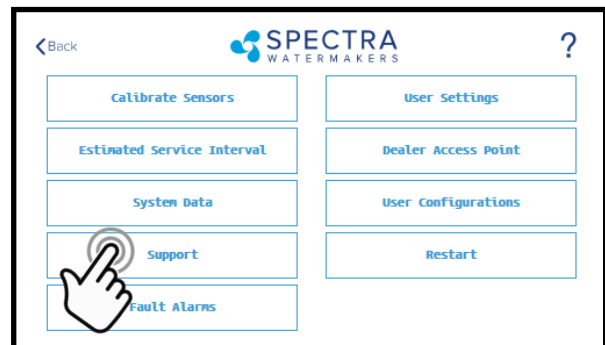 Back
SPECTRA
WATERMAKERS
?
Calibrate Sensors
User Settings
Estimated Service Interval
Dealer Access Point
System Data
User Configurations
Support
Restart
Fault Alarms